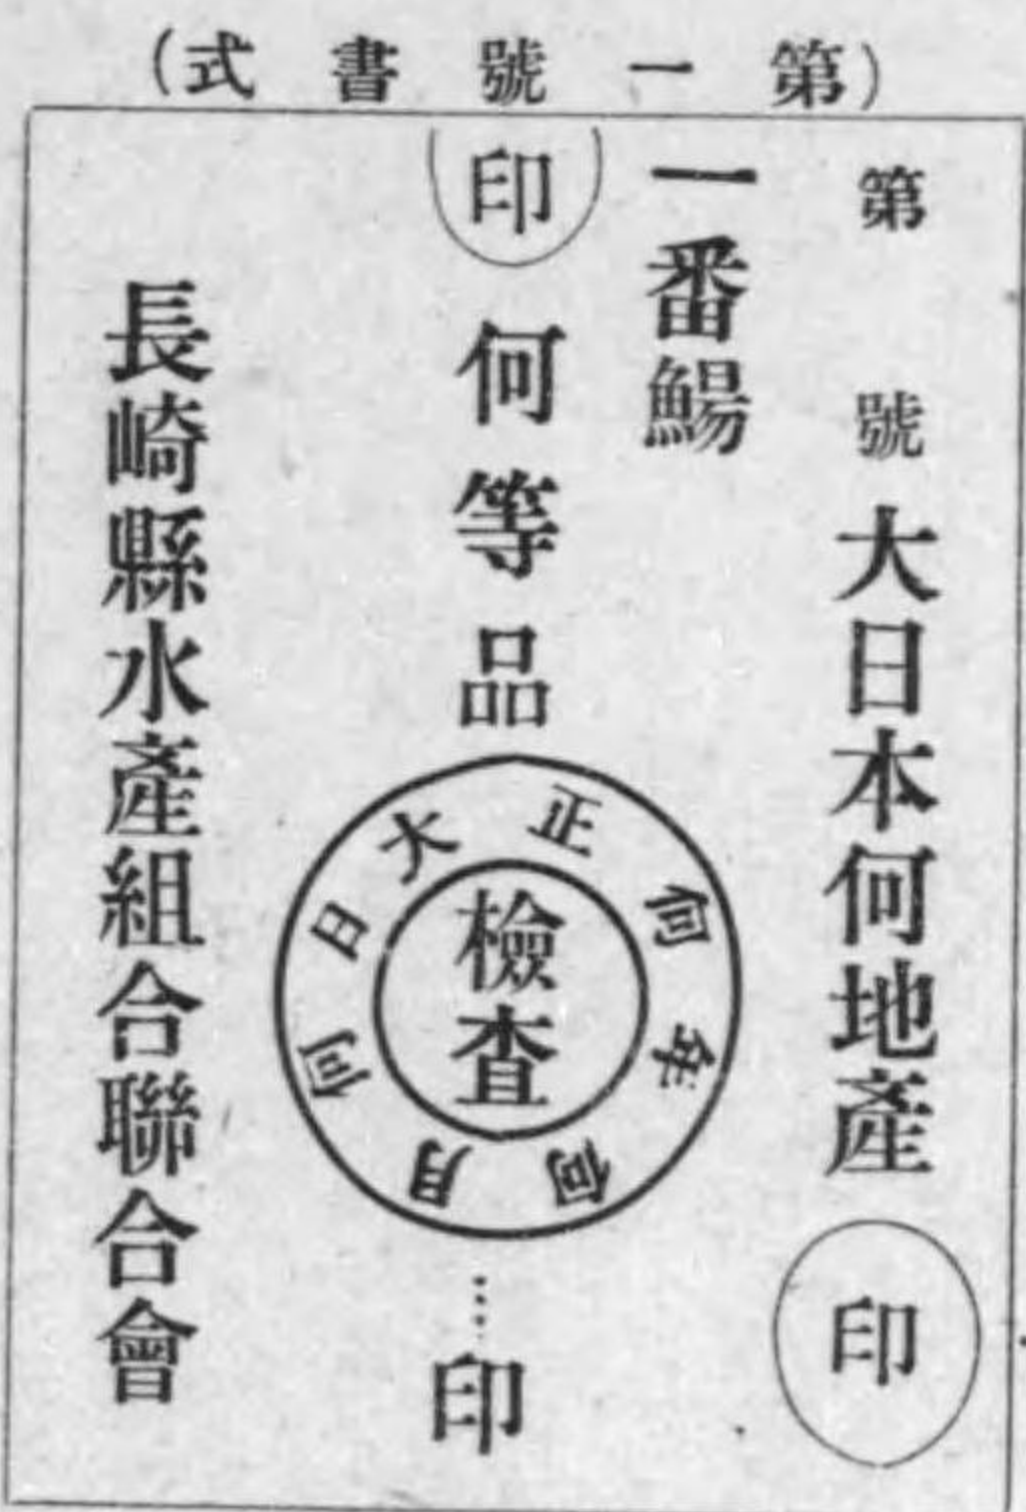 (第一號書式)
第　號 大日本何地產 印
一番鯣
印 何等品
大正何年何月何日
檢查
……印
長崎縣水產組合聯合會